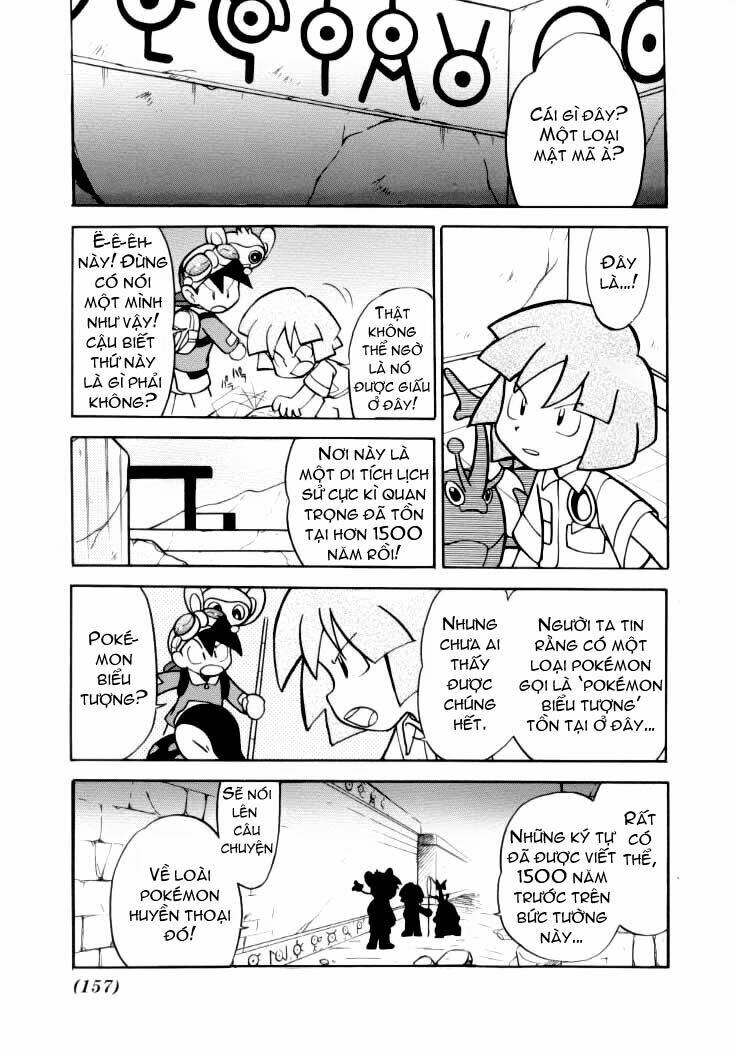 CÁI GÌ ĐÂY?
MỘT LOẠI
MẬT MÃ À?
ĐÂY
LÀ...!
THẬT
KHÔNG
THỂ NGỜ
LÀ NÓ
ĐƯỢC GIẤU
Ở ĐÂY!
Ê-Ê-ÊH-
NÀY! ĐỪNG
CÓ NÓI
MỘT MÌNH
NHƯ VẬY!
CẬU BIẾT
THỨ NÀY
LÀ GÌ PHẢI
KHÔNG?
NƠI NÀY LÀ
MỘT DI TÍCH LỊCH
SỬ CỰC KÌ QUAN
TRỌNG ĐÃ TỒN
TẠI HƠN 1500
NĂM RỒI!
NGƯỜI TA TIN
RẰNG CÓ MỘT
LOẠI POKÉMON
GỌI LÀ ‘POKÉMON
BIỂU TƯỢNG’
TỒN TẠI Ở ĐÂY...
NHƯNG
CHƯA AI
THẤY
ĐƯỢC
CHÚNG
HẾT.
POKÉ-
MON
BIỂU
TƯỢNG?
RẤT
CÓ
THỂ,
NHỮNG KÝ TỰ
ĐÃ ĐƯỢC VIẾT
1500 NĂM
TRƯỚC TRÊN
BỨC TƯỜNG
NÀY...
SẼ NÓI
LÊN
CÂU
CHUYỆN
VỀ LOÀI
POKÉMON
HUYỀN THOẠI
ĐÓ!
(157)